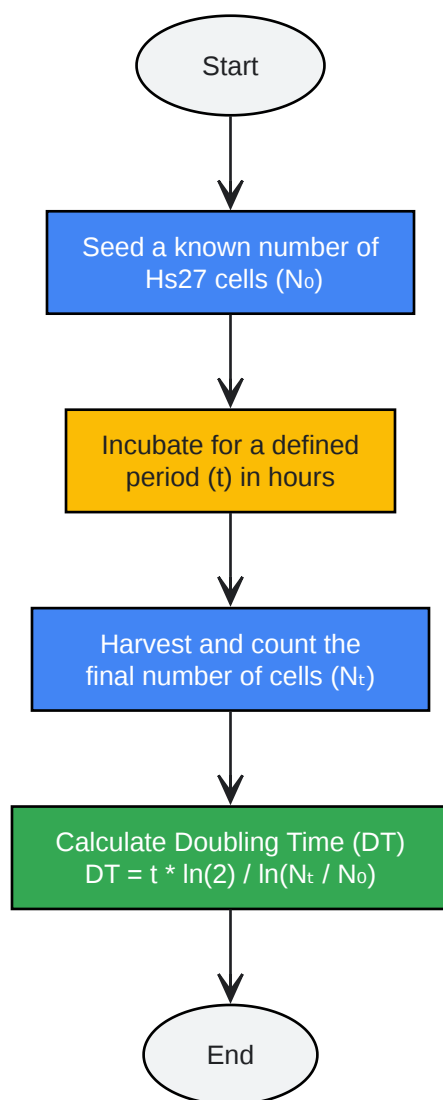 Start
Seed a known number of
Hs27 cells (N₀)
Incubate for a defined
period (t) in hours
Harvest and count the
final number of cells (Nₜ)
Calculate Doubling Time (DT)
DT = t * ln(2) / ln(Nₜ / N₀)
End